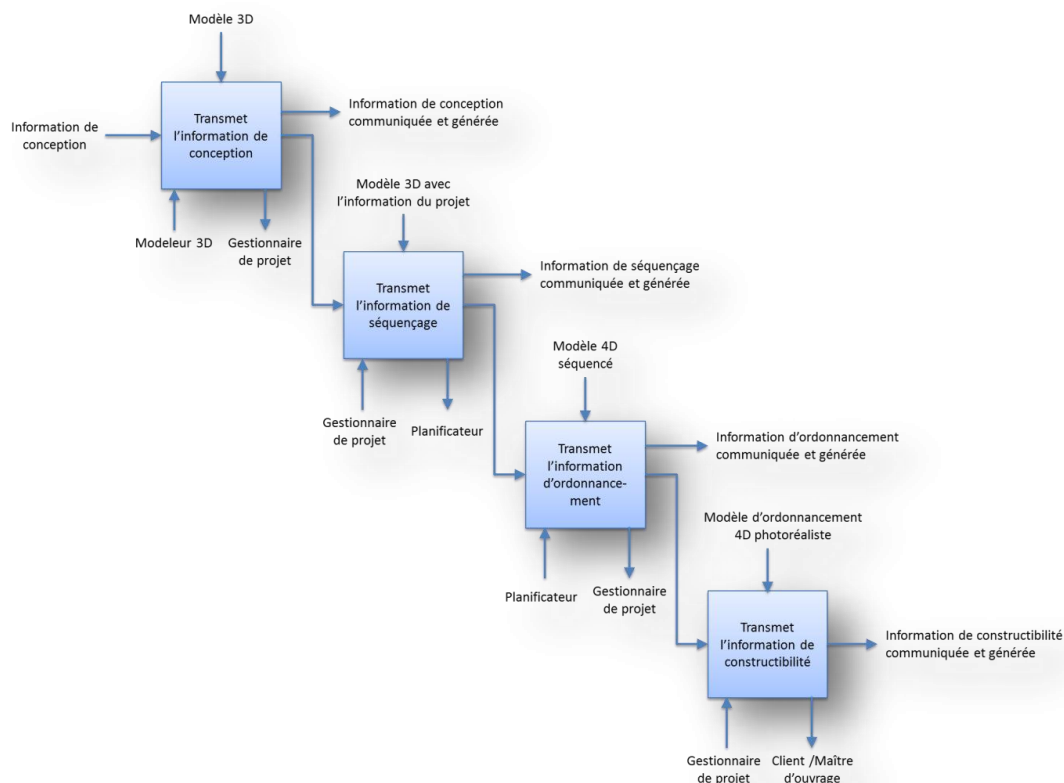 Modèle 3D
Information de
conception
Transmet
l'information de
conception
Information de conception
communiquée et générée
Modeleur 3D
Gestionnaire
de projet
Modèle 3D avec
l'information du projet
Transmet
l'information de
séquençage
Information de séquençage
communiquée et générée
Gestionnaire
de projet
Planificateur
Modèle 4D
séquencé
Transmet
l'information
d'ordonnance-
ment
Information d'ordonnancement
communiquée et générée
Planificateur
Gestionnaire
de projet
Modèle d'ordonnancement
4D photoréaliste
Transmet
l'information de
constructibilité
Information de constructibilité
communiquée et générée
Gestionnaire
de projet
Client /Maître
d'ouvrage